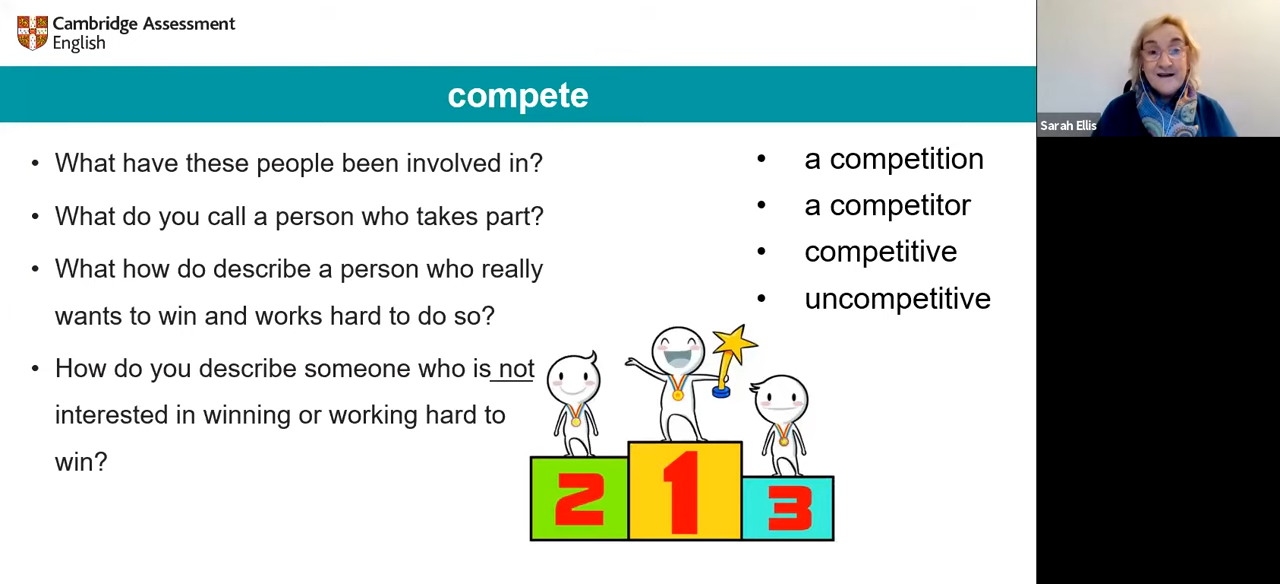 Cambridge Assessment
English
compete
• What have these people been involved in?
• What do you call a person who takes part?
• What how do describe a person who really
wants to win and works hard to do so?
• How do you describe someone who is not
interested in winning or working hard to
win?
• a competition
• a competitor
• competitive
• uncompetitive
2
1
3
Sarah Ellis